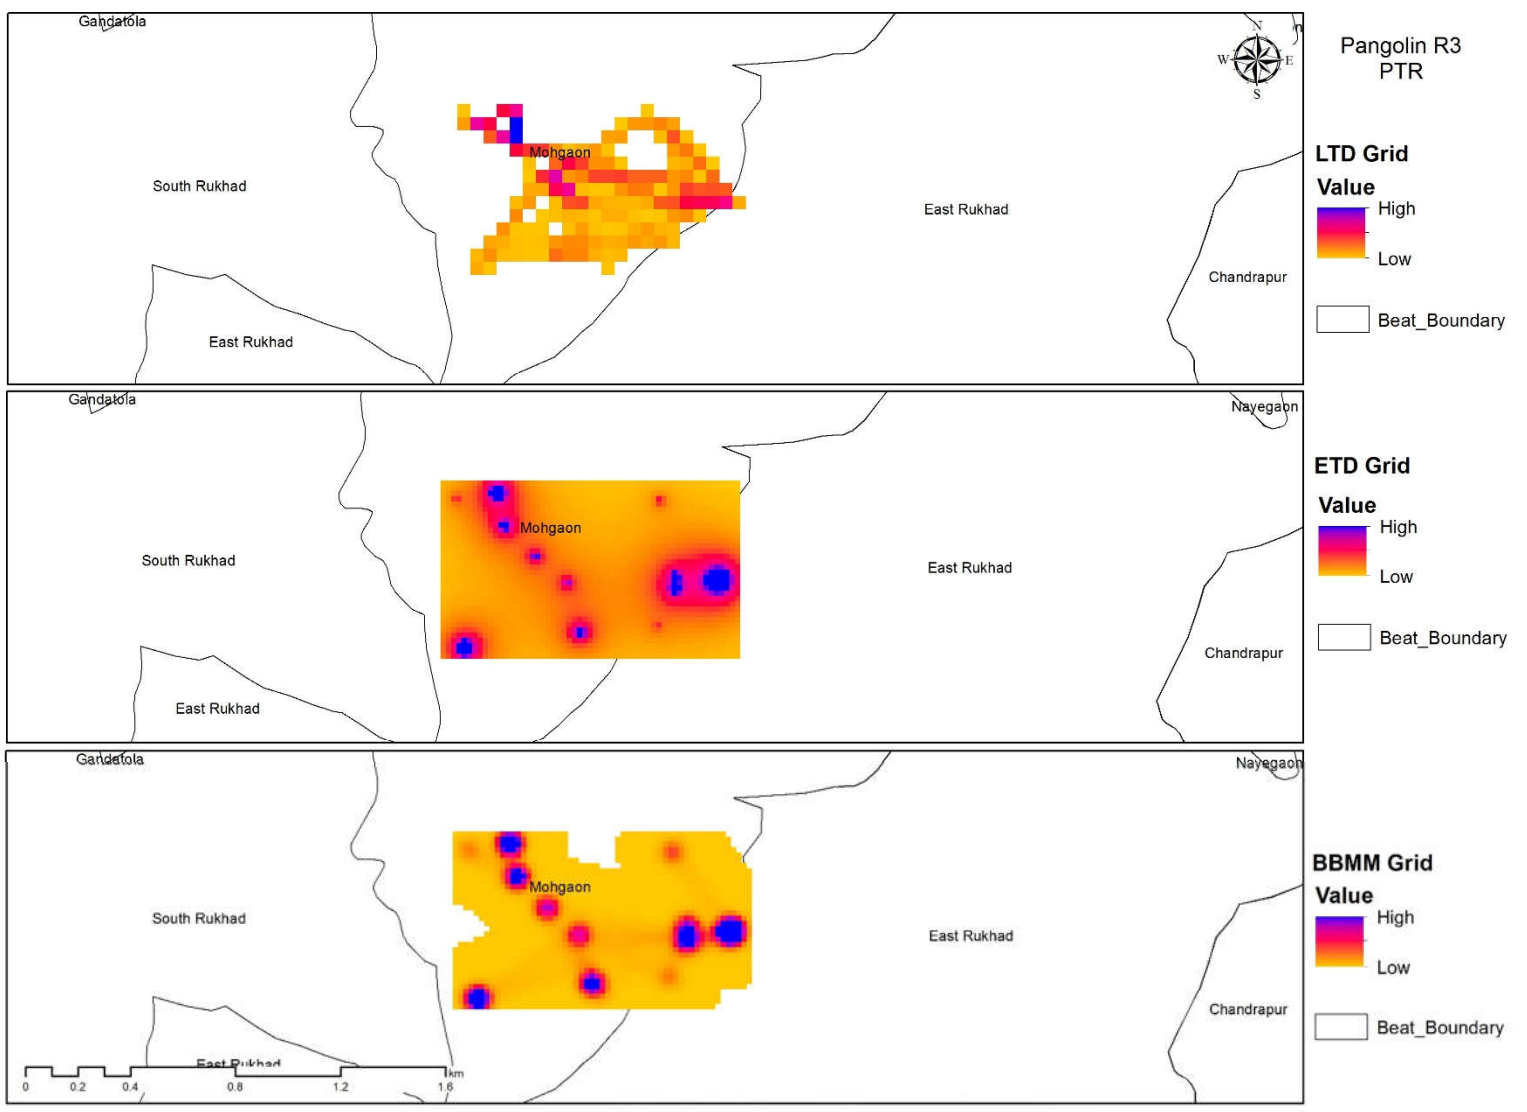 Gandatola
N
W
E
S
n
Pangolin R3
PTR
Mohgaon
LTD Grid
Value
High
Low
South Rukhad
East Rukhad
Chandrapur
Beat_Boundary
East Rukhad
Gandatola
Nayegaon
ETD Grid
Value
High
Low
Mohgaon
South Rukhad
East Rukhad
Beat_Boundary
Chandrapur
East Rukhad
Gandatola
Nayegaon
BBMM Grid
Value
High
Low
Mohgaon
South Rukhad
East Rukhad
Chandrapur
Beat_Boundary
East Rukhad
km
0 0.2 0.4 0.8 1.2 1.6